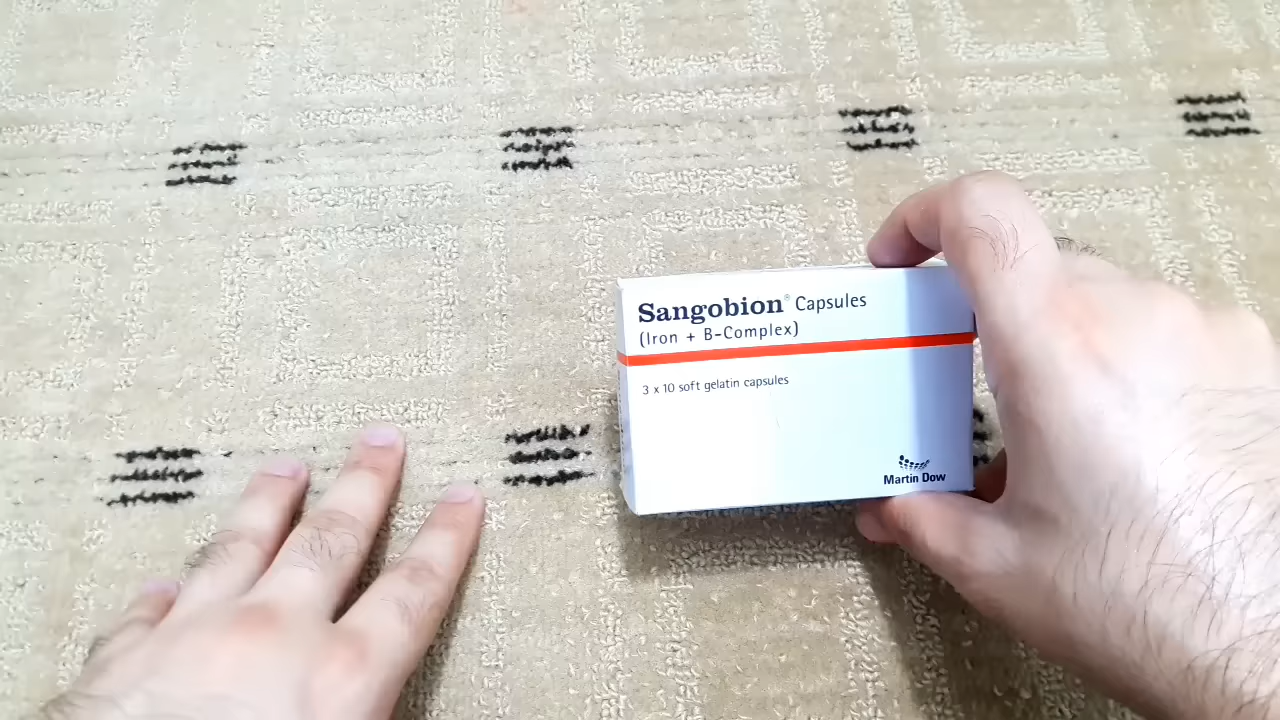 Sangobion® Capsules
(Iron + B-Complex)
3 x 10 soft gelatin capsules
Martin Dow